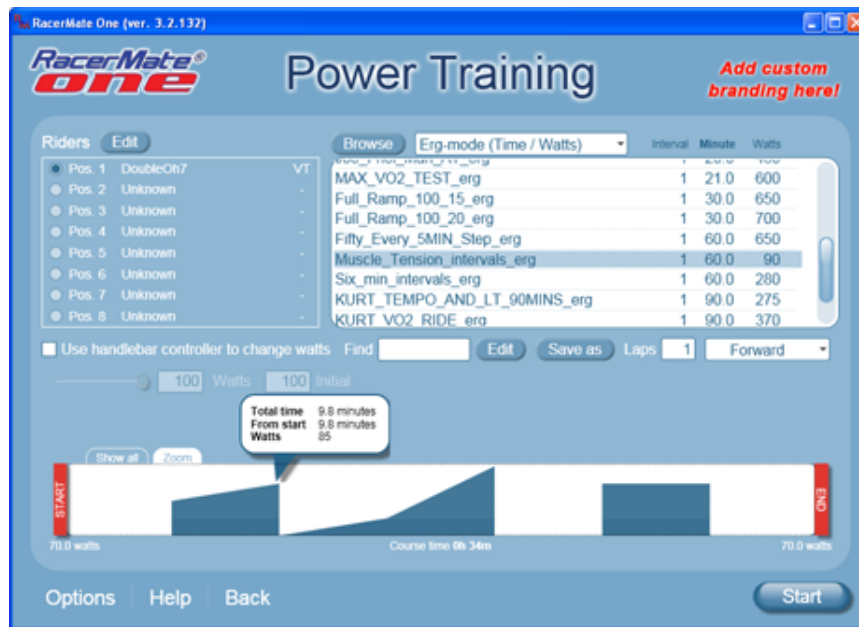 RacerMate One (ver. 3.2.132)
RacerMate® one
Power Training
Add custom
branding here!
Riders Edit
Browse Erg-mode (Time / Watts) Interval Minute Watts
Pos. 1 DoubleOh7 VT
Pos. 2 Unknown -
Pos. 3 Unknown -
Pos. 4 Unknown -
Pos. 5 Unknown -
Pos. 6 Unknown -
Pos. 7 Unknown -
Pos. 8 Unknown -
MAX_VO2_TEST_erg 1 21.0 600
Full_Ramp_100_15_erg 1 30.0 650
Full_Ramp_100_20_erg 1 30.0 700
Fifty_Every_5MIN_Step_erg 1 60.0 650
Muscle_Tension_intervals_erg 1 60.0 90
Six_min_intervals_erg 1 60.0 280
KURT_TEMPO_AND_LT_90MINS_erg 1 90.0 275
KURT_VO2_RIDE_erg 1 90.0 370
Use handlebar controller to change watts Find Edit Save as Laps 1 Forward
100 Watts 100 Initial
Total time 9.8 minutes
From start 9.8 minutes
Watts 85
Show all Zoom
START
END
70.0 watts Course time 0h 34m 70.0 watts
Options Help Back Start